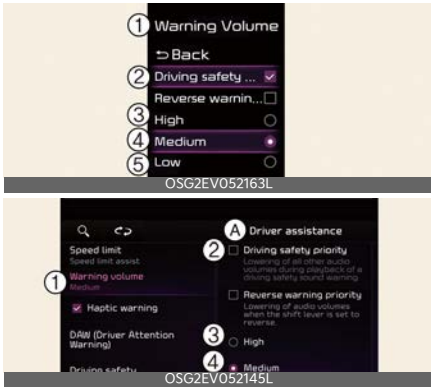 ① Warning Volume
⮌ Back
② Driving safety ...
Reverse warnin...
③ High
④ Medium
⑤ Low
OSG2EV052163L
Ⓐ Driver assistance
Speed limit
Speed limit assist
① Warning volume
Medium
Haptic warning
DAW (Driver Attention
Warning)
Driving safety
② Driving safety priority
Lowering of all other audio
volumes during playback of a
driving safety sound warning
Reverse warning priority
Lowering of audio volumes
when the shift lever is set to
reverse.
③ High
④ Medium
OSG2EV052145L